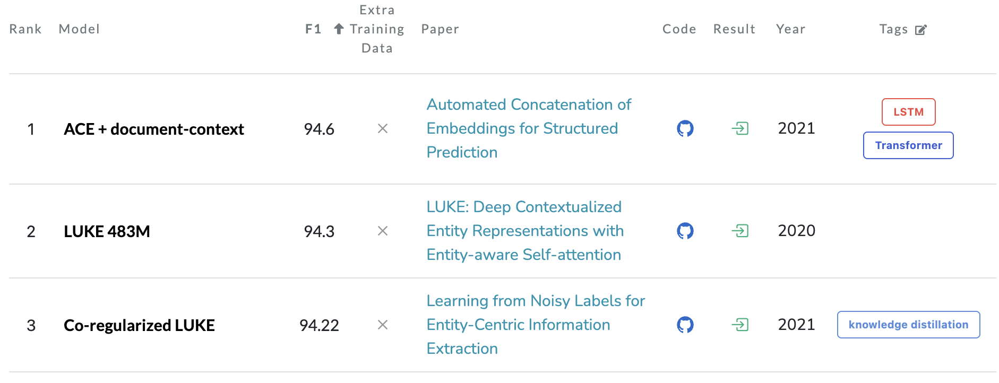 Rank Model F1 Extra Training Data Paper Code Result Year Tags
1 ACE + document-context 94.6 × Automated Concatenation of
Embeddings for Structured
Prediction 2021 LSTM
Transformer
2 LUKE 483M 94.3 × LUKE: Deep Contextualized
Entity Representations with
Entity-aware Self-attention 2020
3 Co-regularized LUKE 94.22 × Learning from Noisy Labels for
Entity-Centric Information
Extraction 2021 knowledge distillation